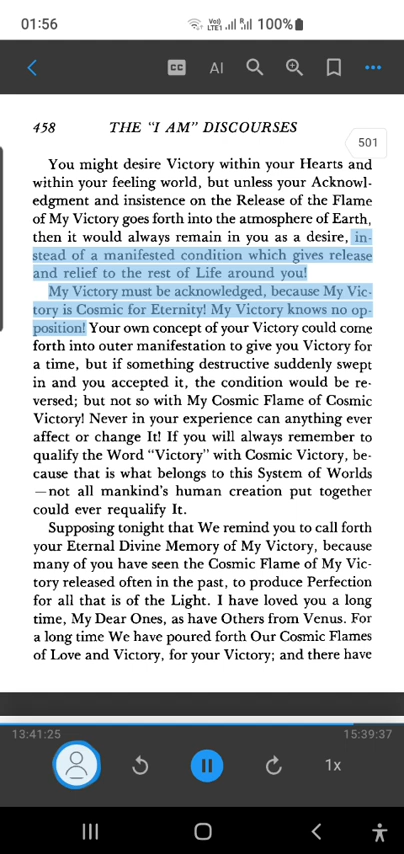 01:56
Vo)) LTE1 R 100%
CC AI
458 THE "I AM" DISCOURSES
501
You might desire Victory within your Hearts and
within your feeling world, but unless your Acknowl-
edgment and insistence on the Release of the Flame
of My Victory goes forth into the atmosphere of Earth,
then it would always remain in you as a desire, in-
stead of a manifested condition which gives release
and relief to the rest of Life around you!
My Victory must be acknowledged, because My Vic-
tory is Cosmic for Eternity! My Victory knows no op-
position! Your own concept of your Victory could come
forth into outer manifestation to give you Victory for
a time, but if something destructive suddenly swept
in and you accepted it, the condition would be re-
versed; but not so with My Cosmic Flame of Cosmic
Victory! Never in your experience can anything ever
affect or change It! If you will always remember to
qualify the Word "Victory" with Cosmic Victory, be-
cause that is what belongs to this System of Worlds
—not all mankind's human creation put together
could ever requalify It.
Supposing tonight that We remind you to call forth
your Eternal Divine Memory of My Victory, because
many of you have seen the Cosmic Flame of My Vic-
tory released often in the past, to produce Perfection
for all that is of the Light. I have loved you a long
time, My Dear Ones, as have Others from Venus. For
a long time We have poured forth Our Cosmic Flames
of Love and Victory, for your Victory; and there have
13:41:25 15:39:37
1x